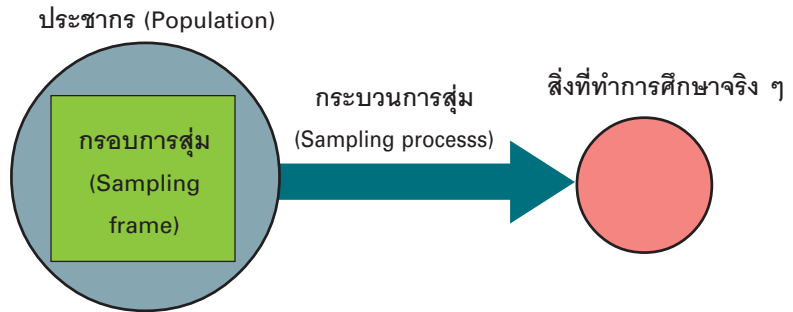 ประชากร (Population)
กรอบการสุ่ม
(Sampling
frame)
กระบวนการสุ่ม
(Sampling processs)
สิ่งที่ทำการศึกษาจริง ๆ